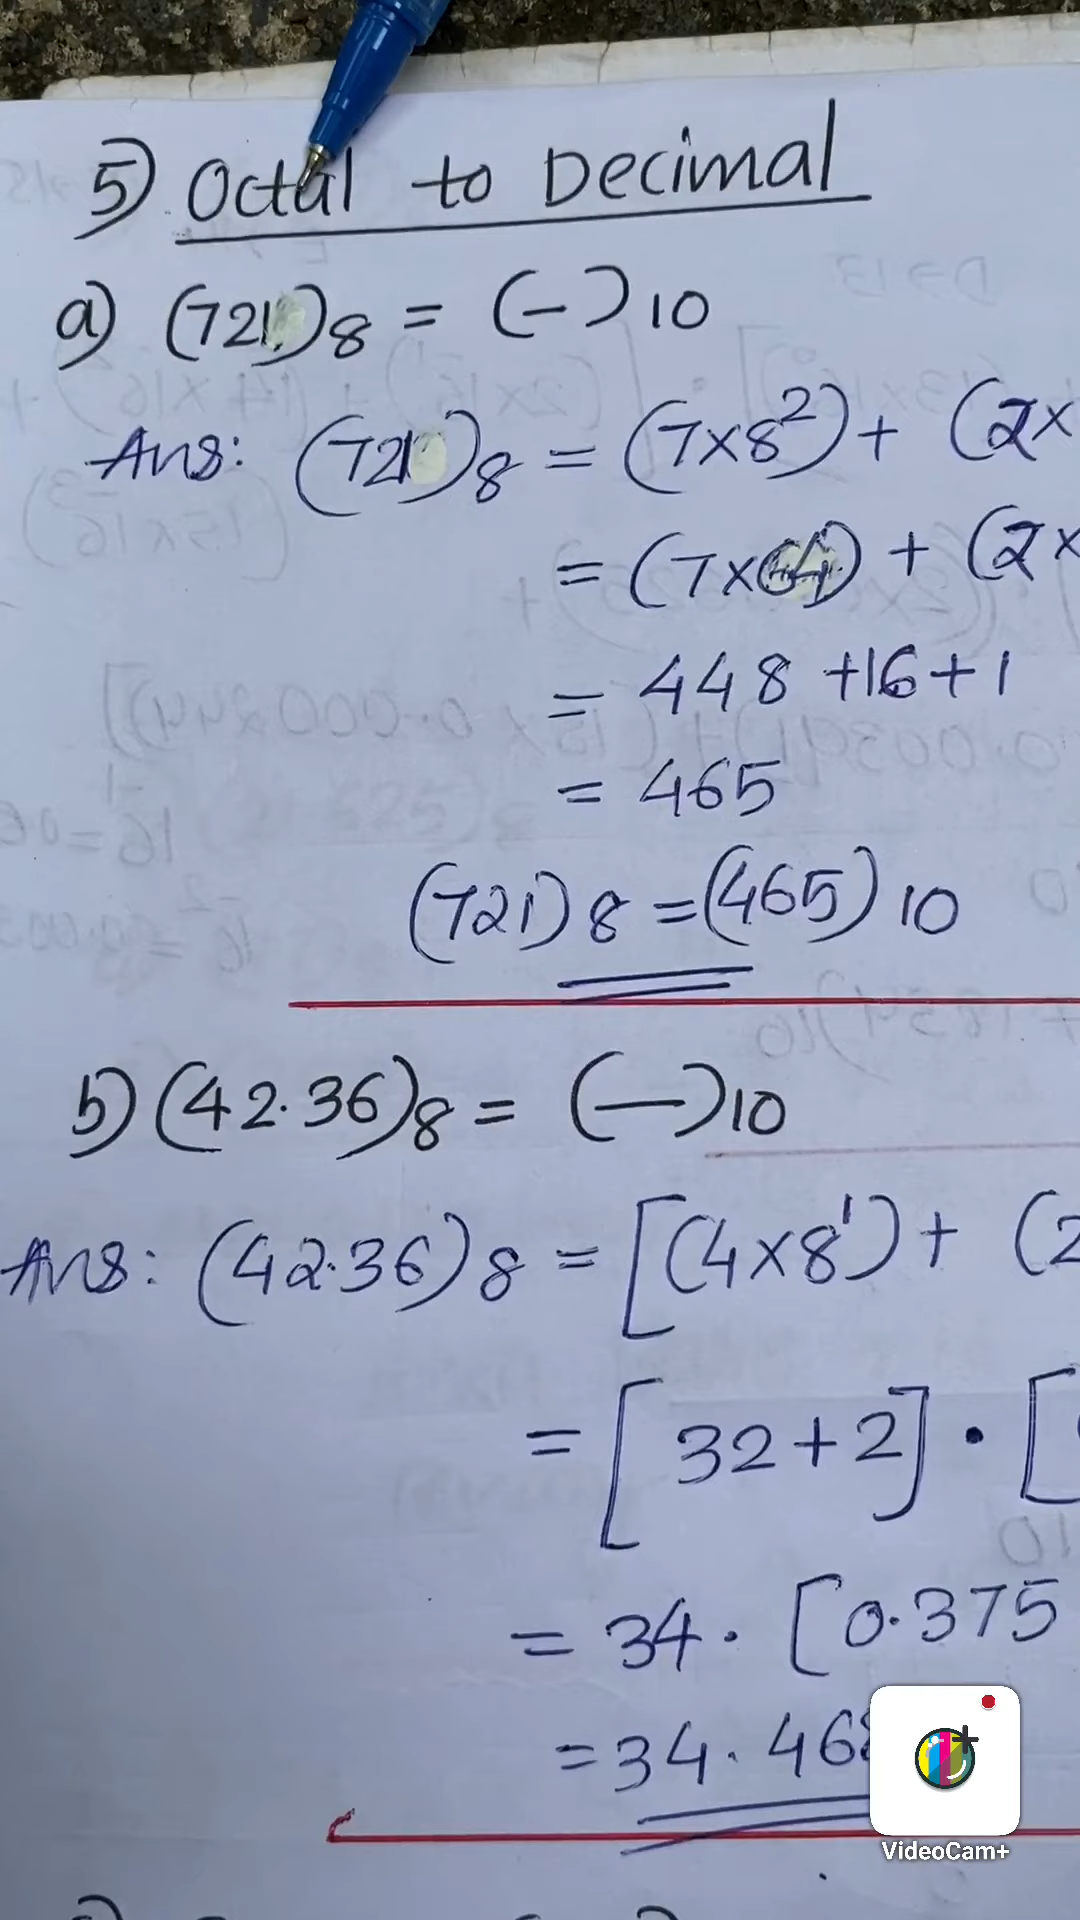 5) Octal to Decimal
a) (721)8 = (-)10
Ans: (721)8 = (7×8²)+ (2×
= (7×64) + (2×
= 448 +16+1
= 465
(721)8 =(465)10
b) (42.36)8 = (—)10
Ans: (42.36)8 = [(4×8¹)+ (2
= [32+2] • [
= 34. [0.375
=34.468
VideoCam+